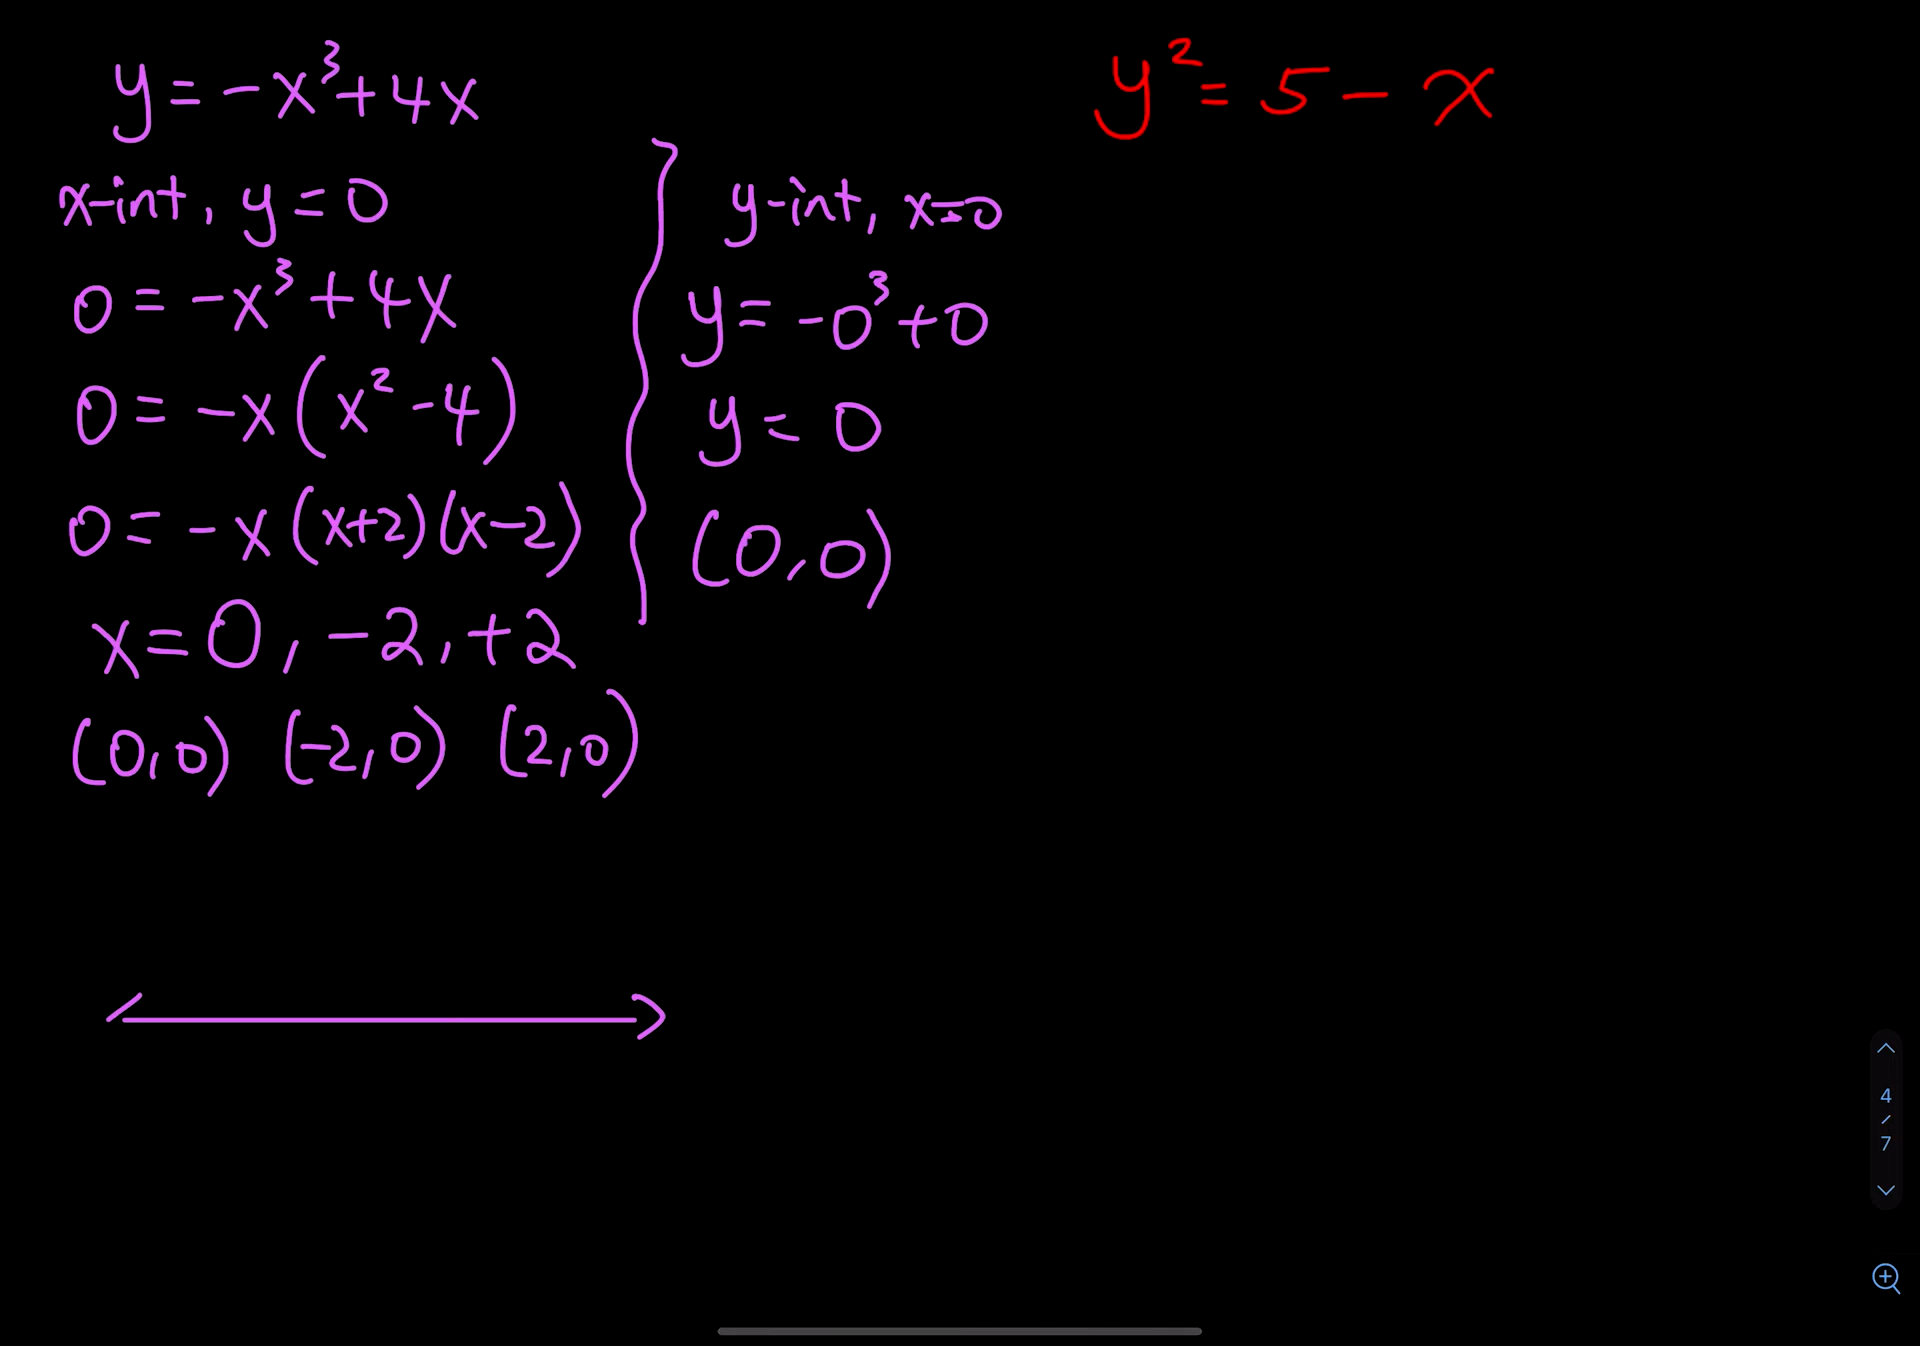 y = -x³ + 4x
x-int, y = 0
0 = -x³ + 4x
0 = -x(x² - 4)
0 = -x(x+2)(x-2)
x = 0, -2, +2
(0,0) (-2,0) (2,0)
y-int, x=0
y = -0³ + 0
y = 0
(0,0)
y² = 5 - x
4
/
7